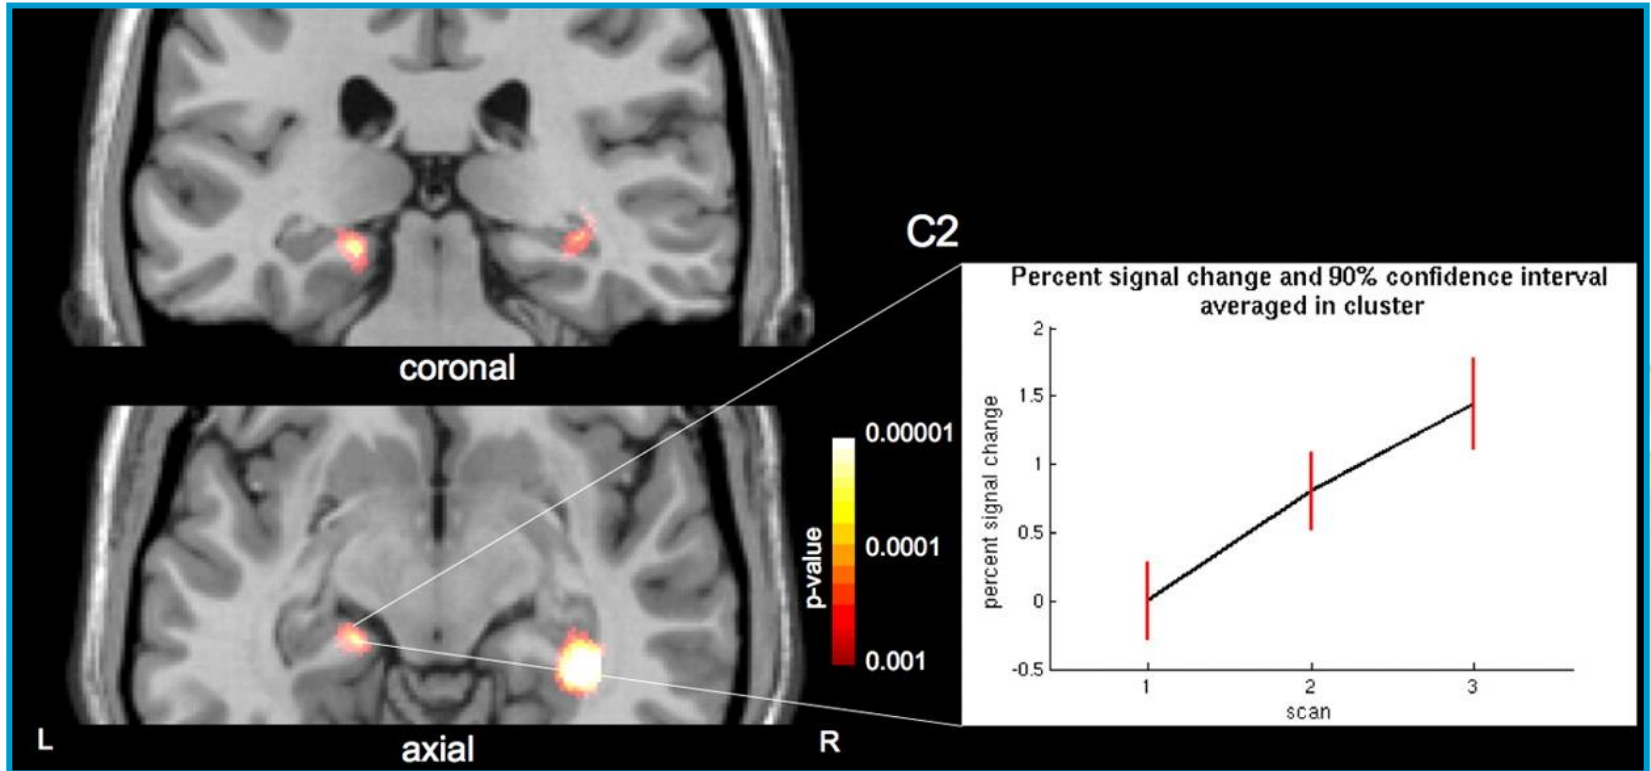 coronal
C2
Percent signal change and 90% confidence interval
averaged in cluster
2
1.5
1
0.5
0
-0.5
percent signal change
1
2
3
scan
0.00001
0.0001
0.001
p-value
L
axial
R